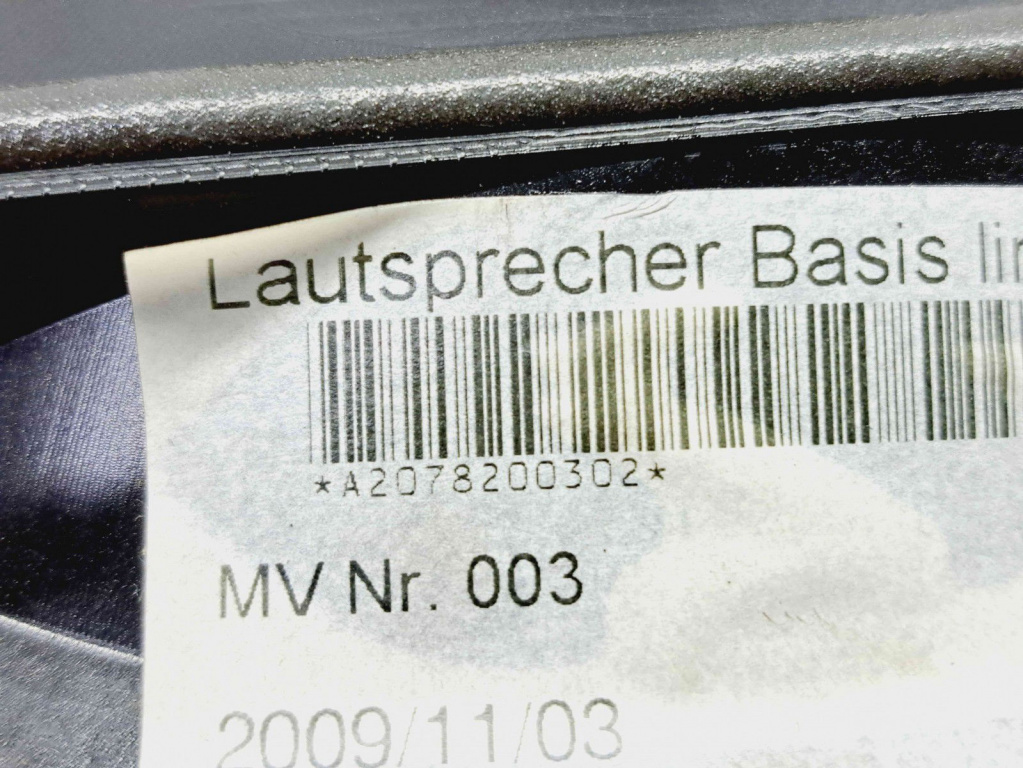 Lautsprecher Basis
*A2078200302*
MV Nr. 003
2009/11/03